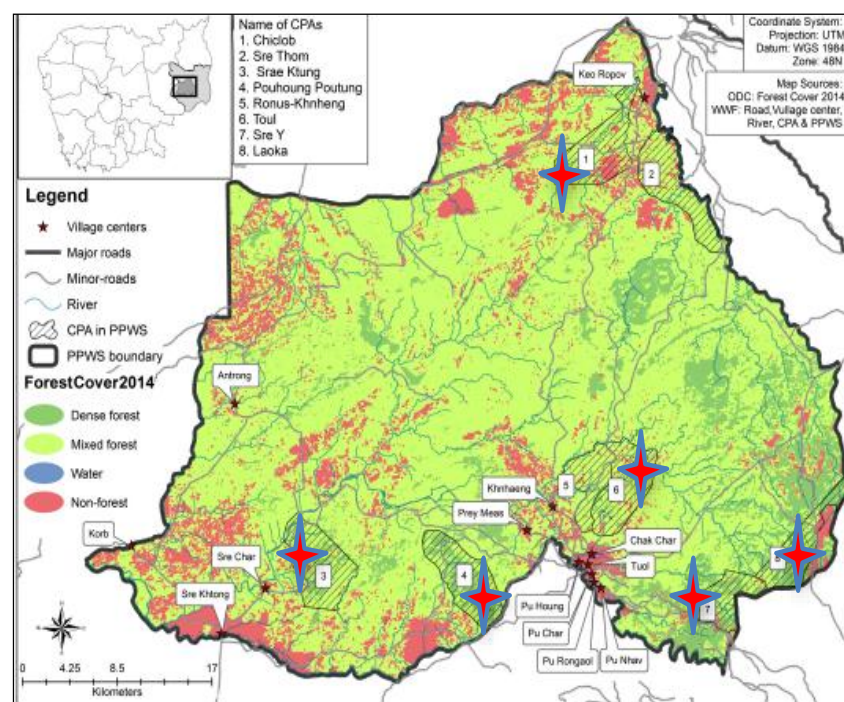 Name of CPAs
1. Chiclob
2. Sre Thom
3. Srae Ktung
4. Pouhoung Poutung
5. Ronus-Khnheng
6. Toul
7. Sre Y
8. Laoka
Coordinate System:
Projection: UTM
Datum: WGS 1984
Zone: 48N
Map Sources:
ODC: Forest Cover 2014
WWF: Road,Vullage center,
River, CPA & PPWS
Legend
Village centers
Major roads
Minor-roads
River
CPA in PPWS
PPWS boundary
ForestCover2014
Dense forest
Mixed forest
Water
Non-forest
Keo Ropov
1
2
Antrong
Khnhaeng
5
6
Prey Meas
Korb
Sre Char
3
4
Chak Char
Tuol
Sre Khtong
Pu Houng
Pu Char
Pu Rongaol
Pu Nhav
7
0 4.25 8.5 17
Kilometers